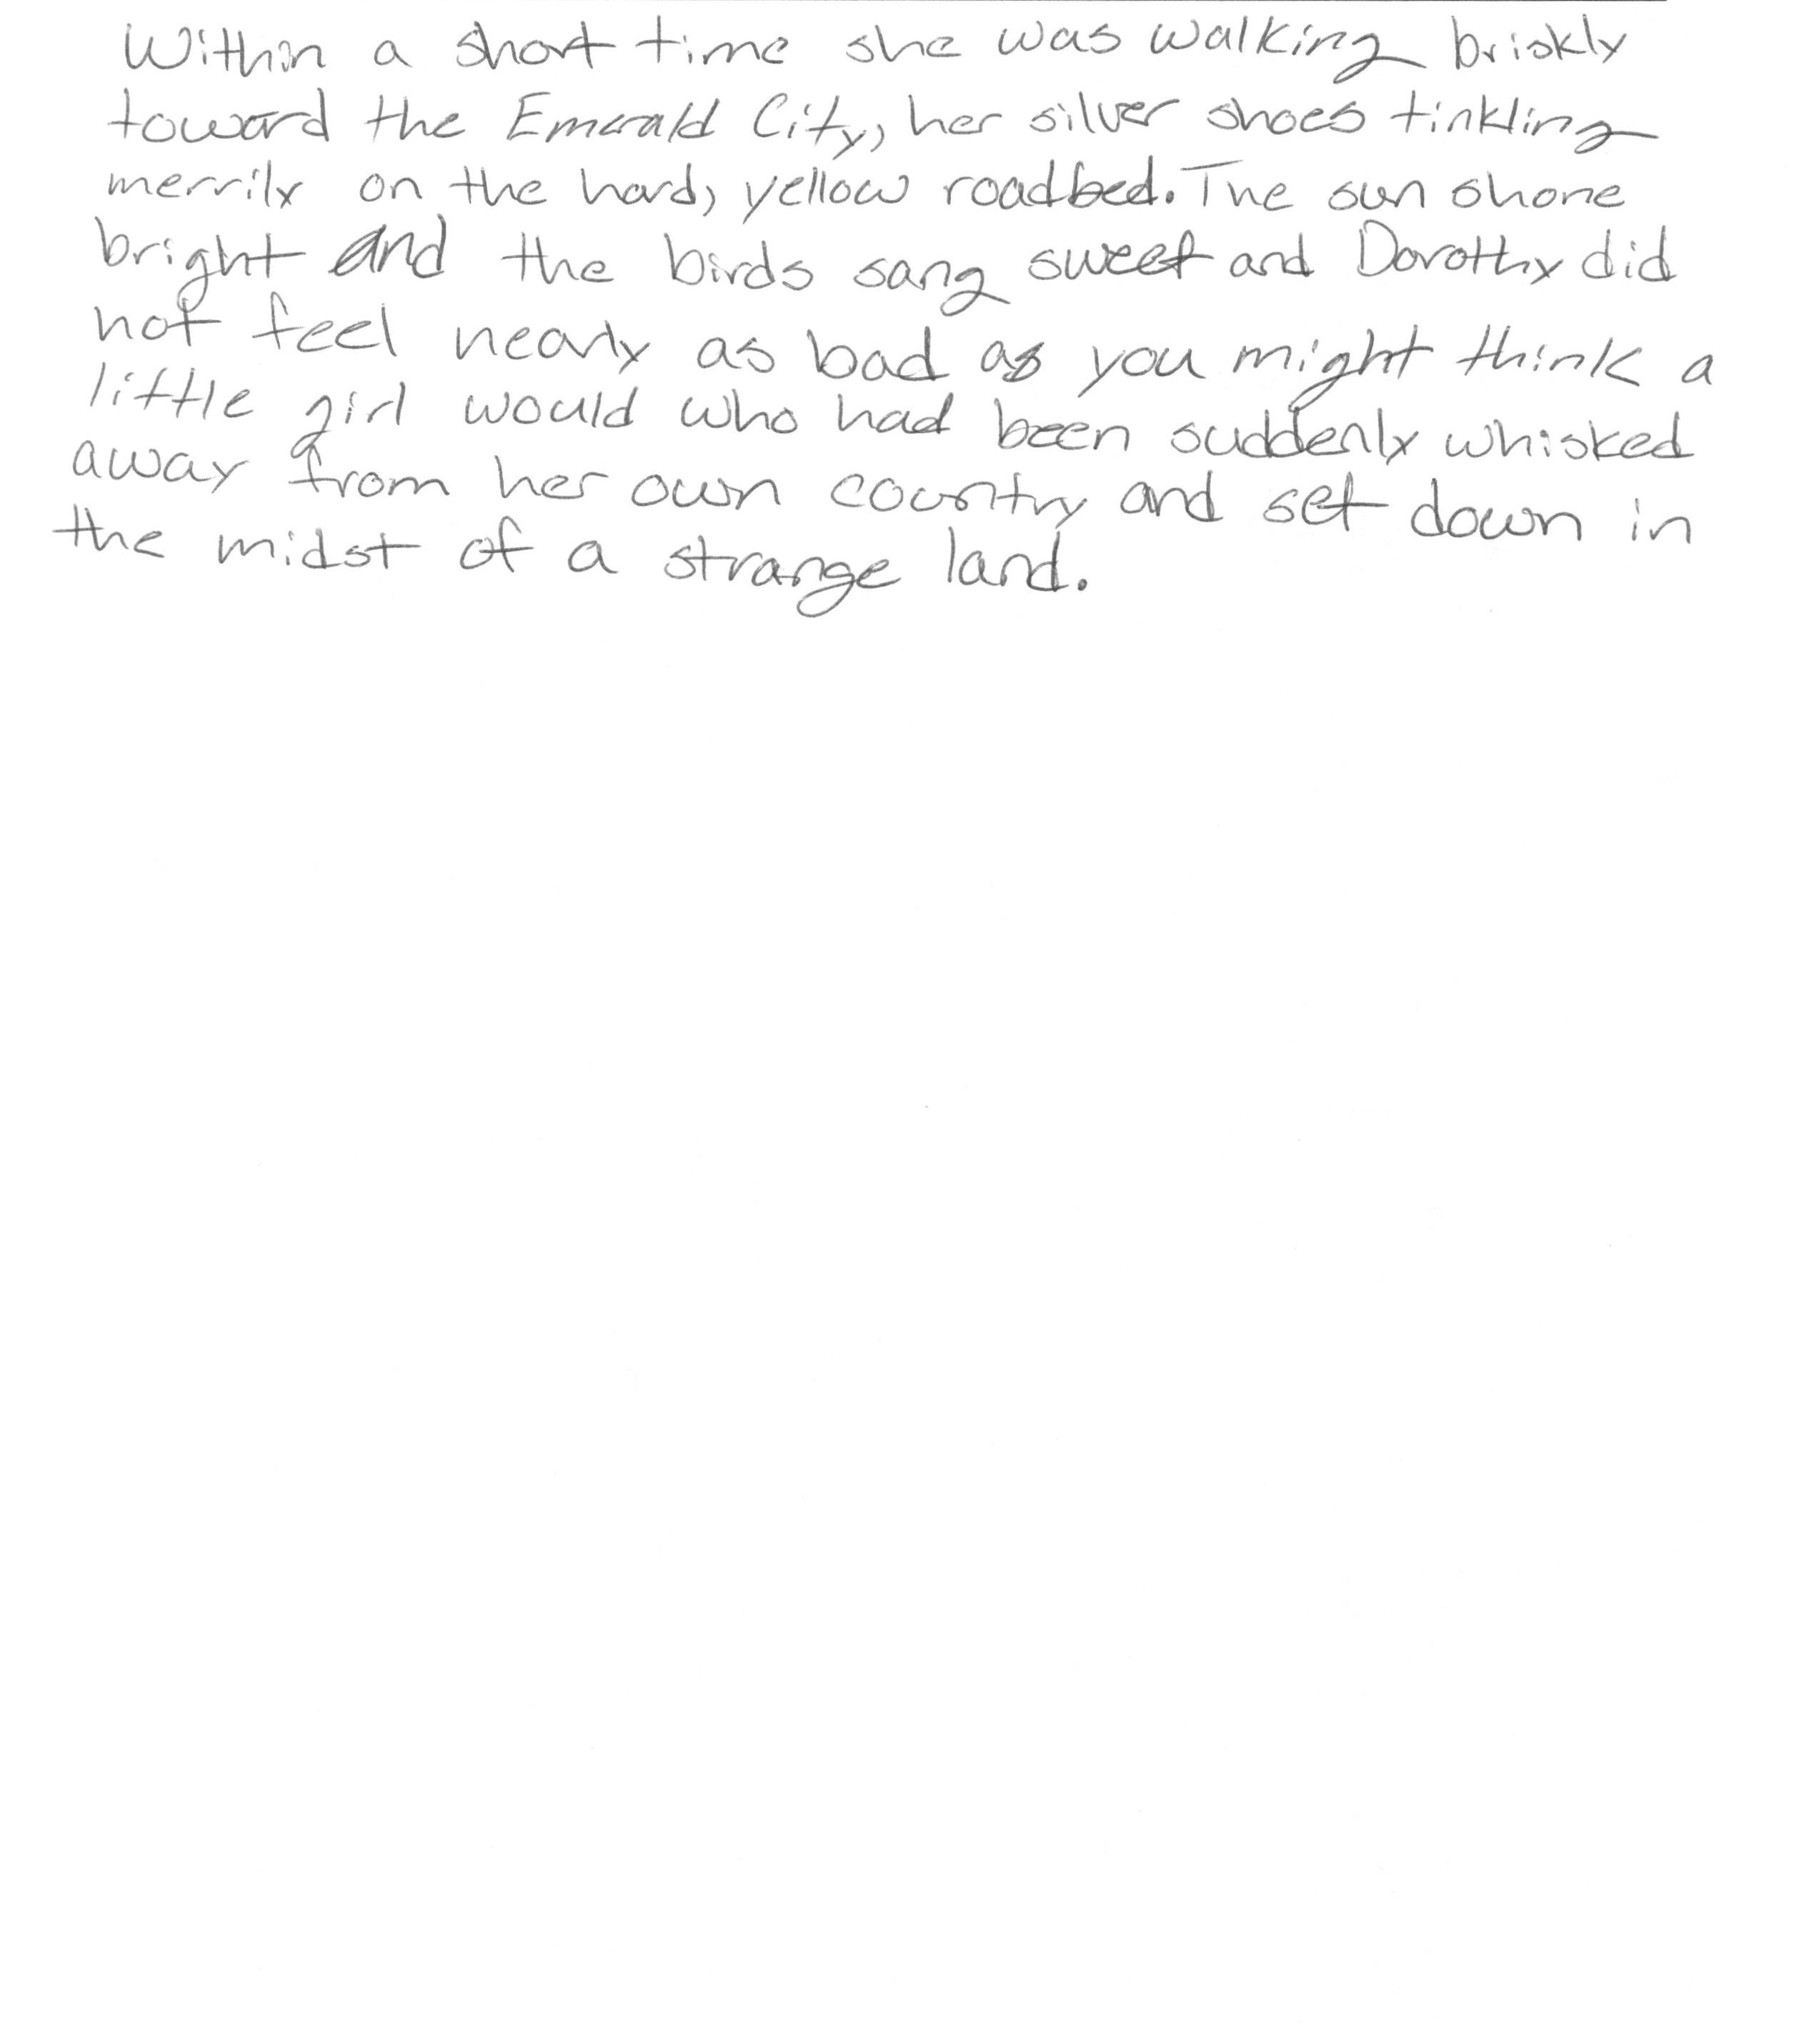 Within a short time she was walking briskly
toward the Emerald City, her silver shoes tinkling
merrily on the hard, yellow roadbed. The sun shone
bright and the birds sang sweet and Dorothy did
not feel nearly as bad as you might think a
little girl would who had been suddenly whisked
away from her own country and set down in
the midst of a strange land.